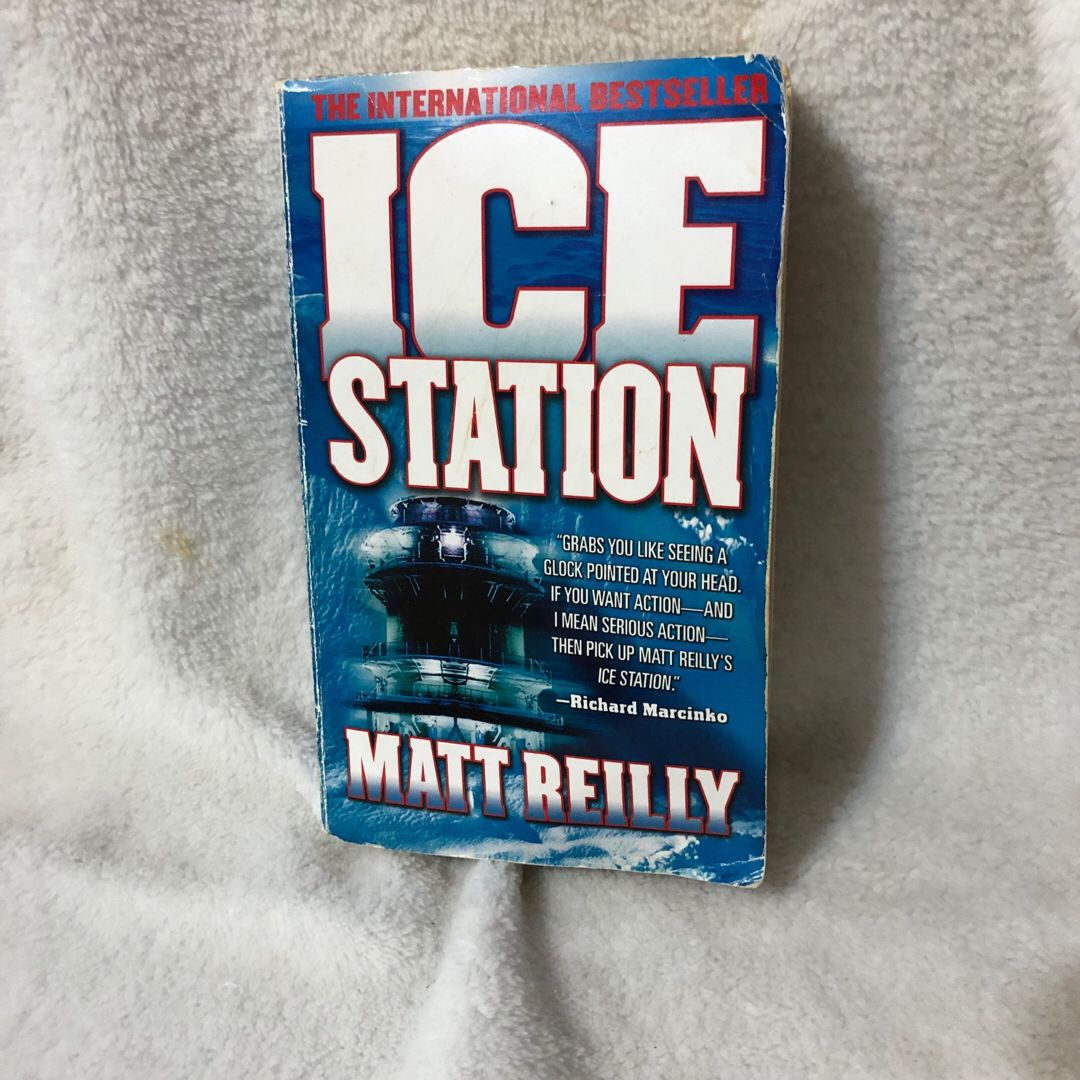 THE INTERNATIONAL BESTSELLER
ICE
STATION
"GRABS YOU LIKE SEEING A
GLOCK POINTED AT YOUR HEAD.
IF YOU WANT ACTION—AND
I MEAN SERIOUS ACTION—
THEN PICK UP MATT REILLY'S
ICE STATION."
—Richard Marcinko
MATT REILLY